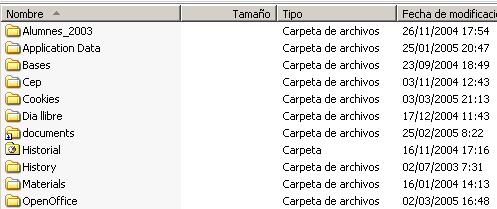 Nombre Tamaño Tipo Fecha de modificaci
Alumnes_2003 Carpeta de archivos 26/11/2004 17:54
Application Data Carpeta de archivos 25/01/2005 20:47
Bases Carpeta de archivos 23/09/2004 18:49
Cep Carpeta de archivos 03/11/2004 12:43
Cookies Carpeta de archivos 03/03/2005 21:13
Dia llibre Carpeta de archivos 17/12/2004 11:43
documents Carpeta de archivos 25/02/2005 8:22
Historial Carpeta 16/11/2004 17:16
History Carpeta de archivos 02/07/2003 7:31
Materials Carpeta de archivos 16/01/2004 14:13
OpenOffice Carpeta de archivos 02/03/2005 16:48